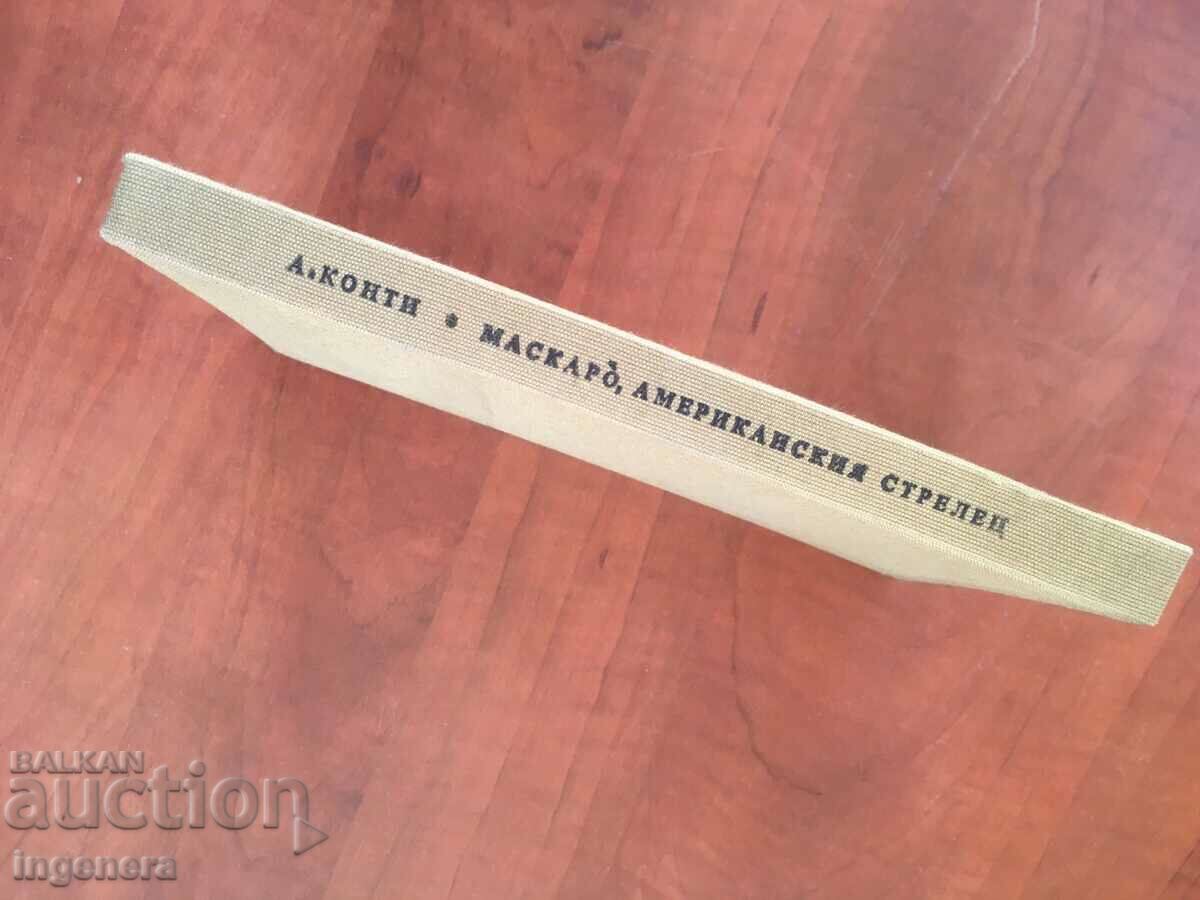 А. КОНТИ • МАСКАРО̀, АМЕРИКАНСКИЯ СТРЕЛЕЦ
BALKAN
auction
ingenera